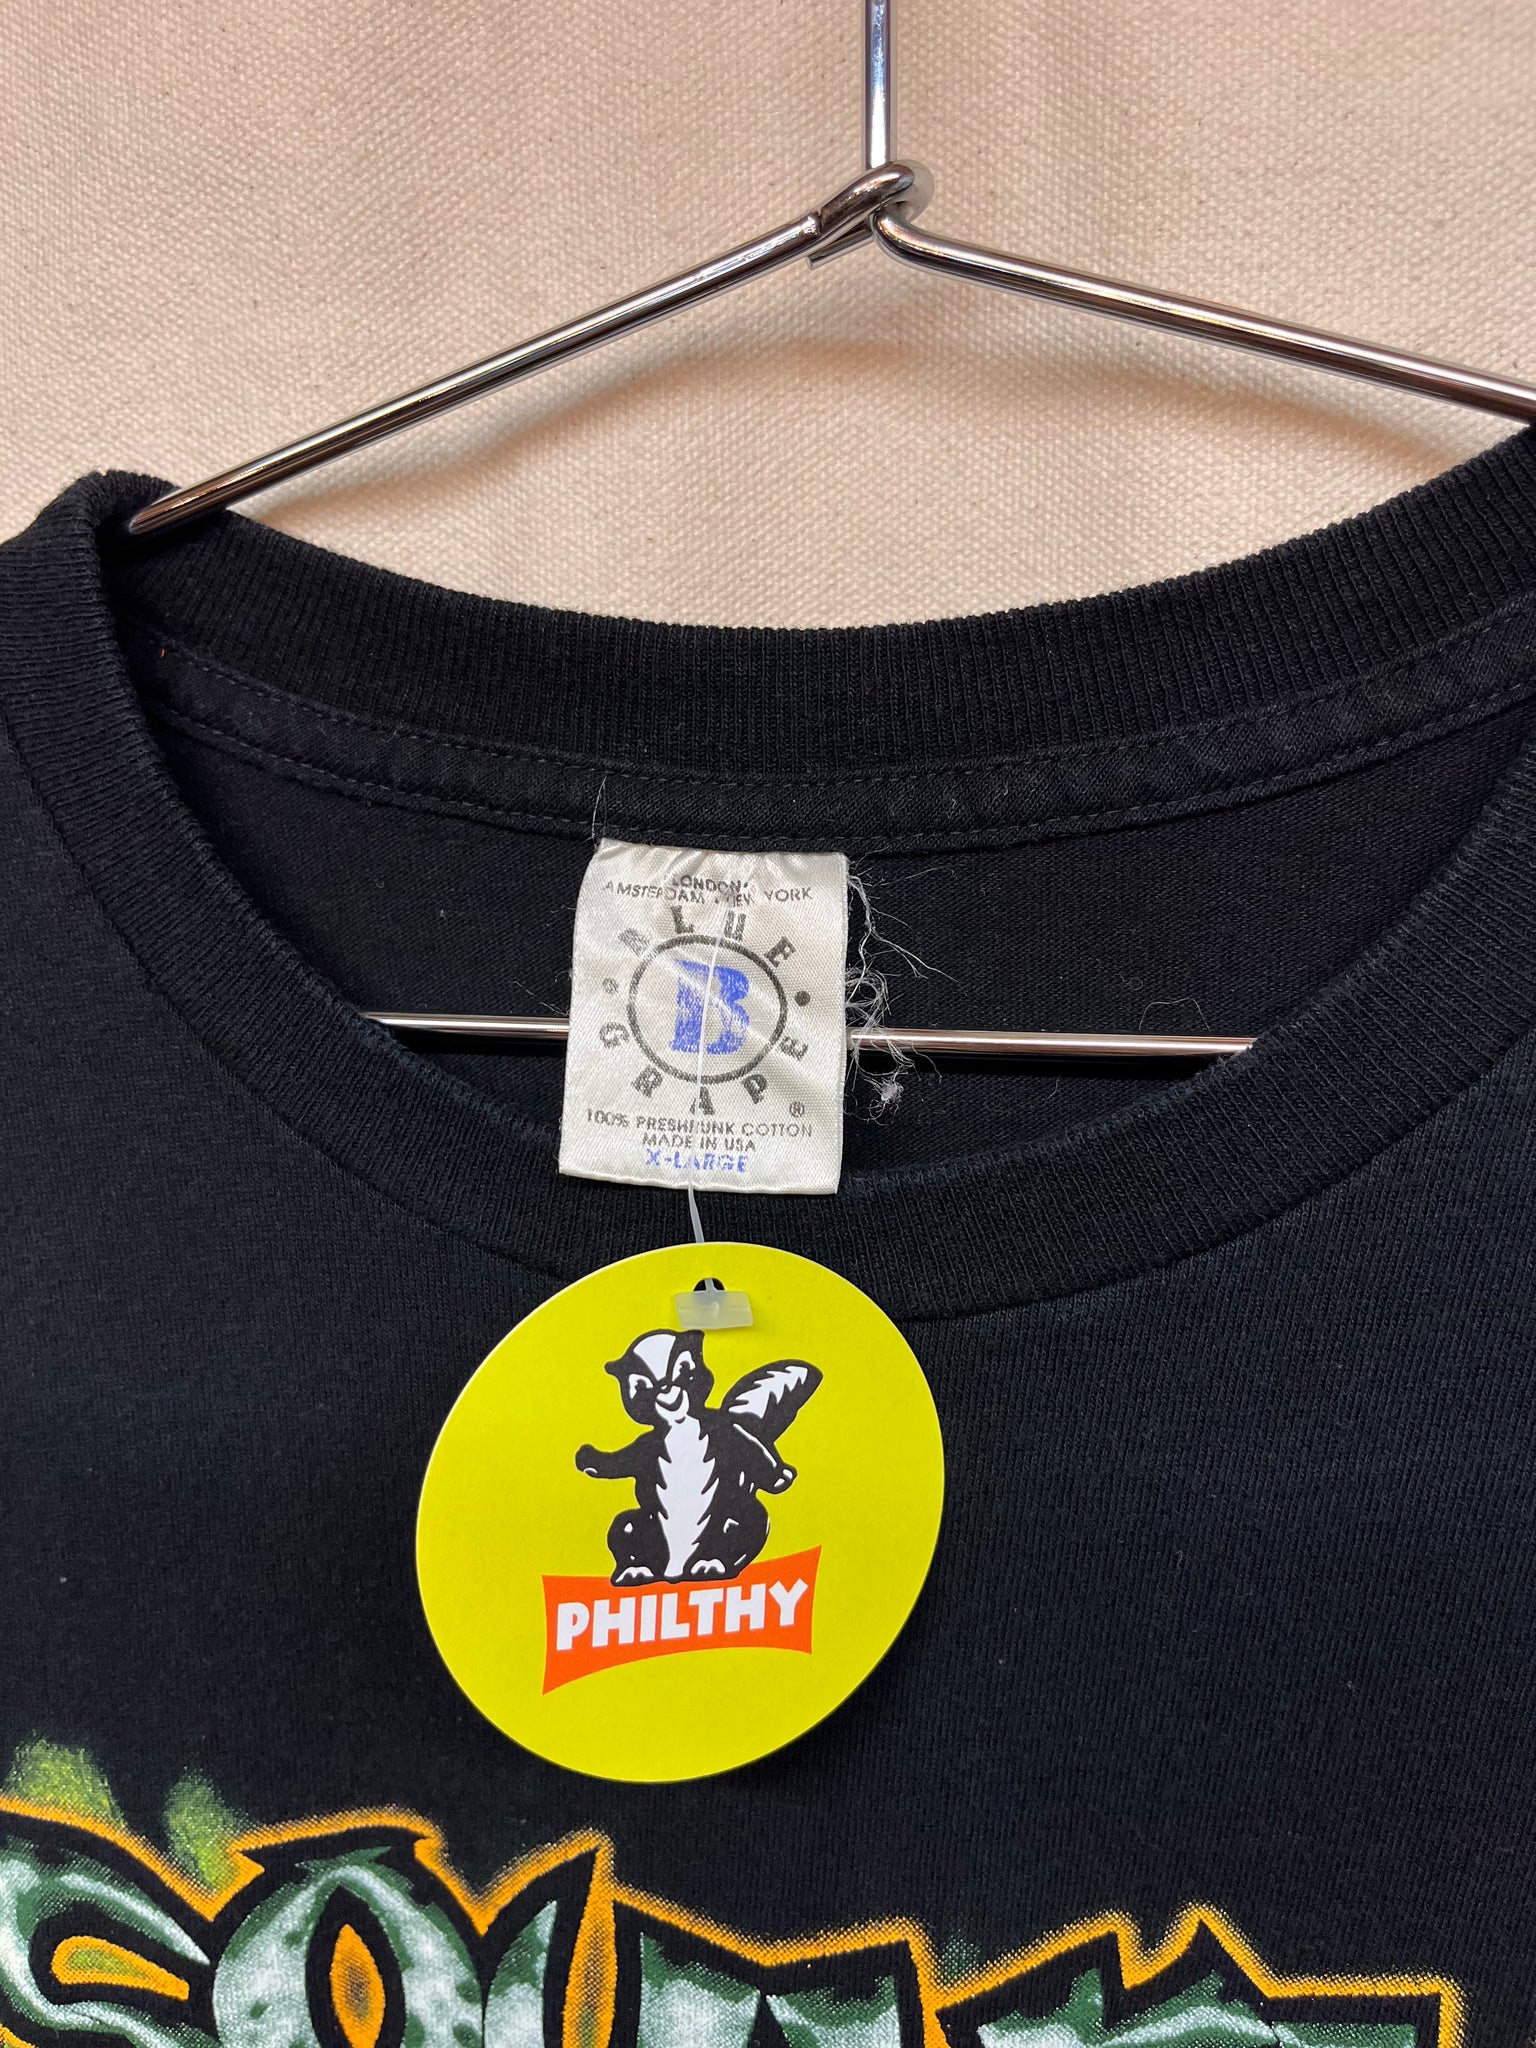 LONDON •
AMSTERDAM • NEW YORK
BLUE
B
GRAPE ®
100% PRESHRUNK COTTON
MADE IN USA
X-LARGE
PHILTHY